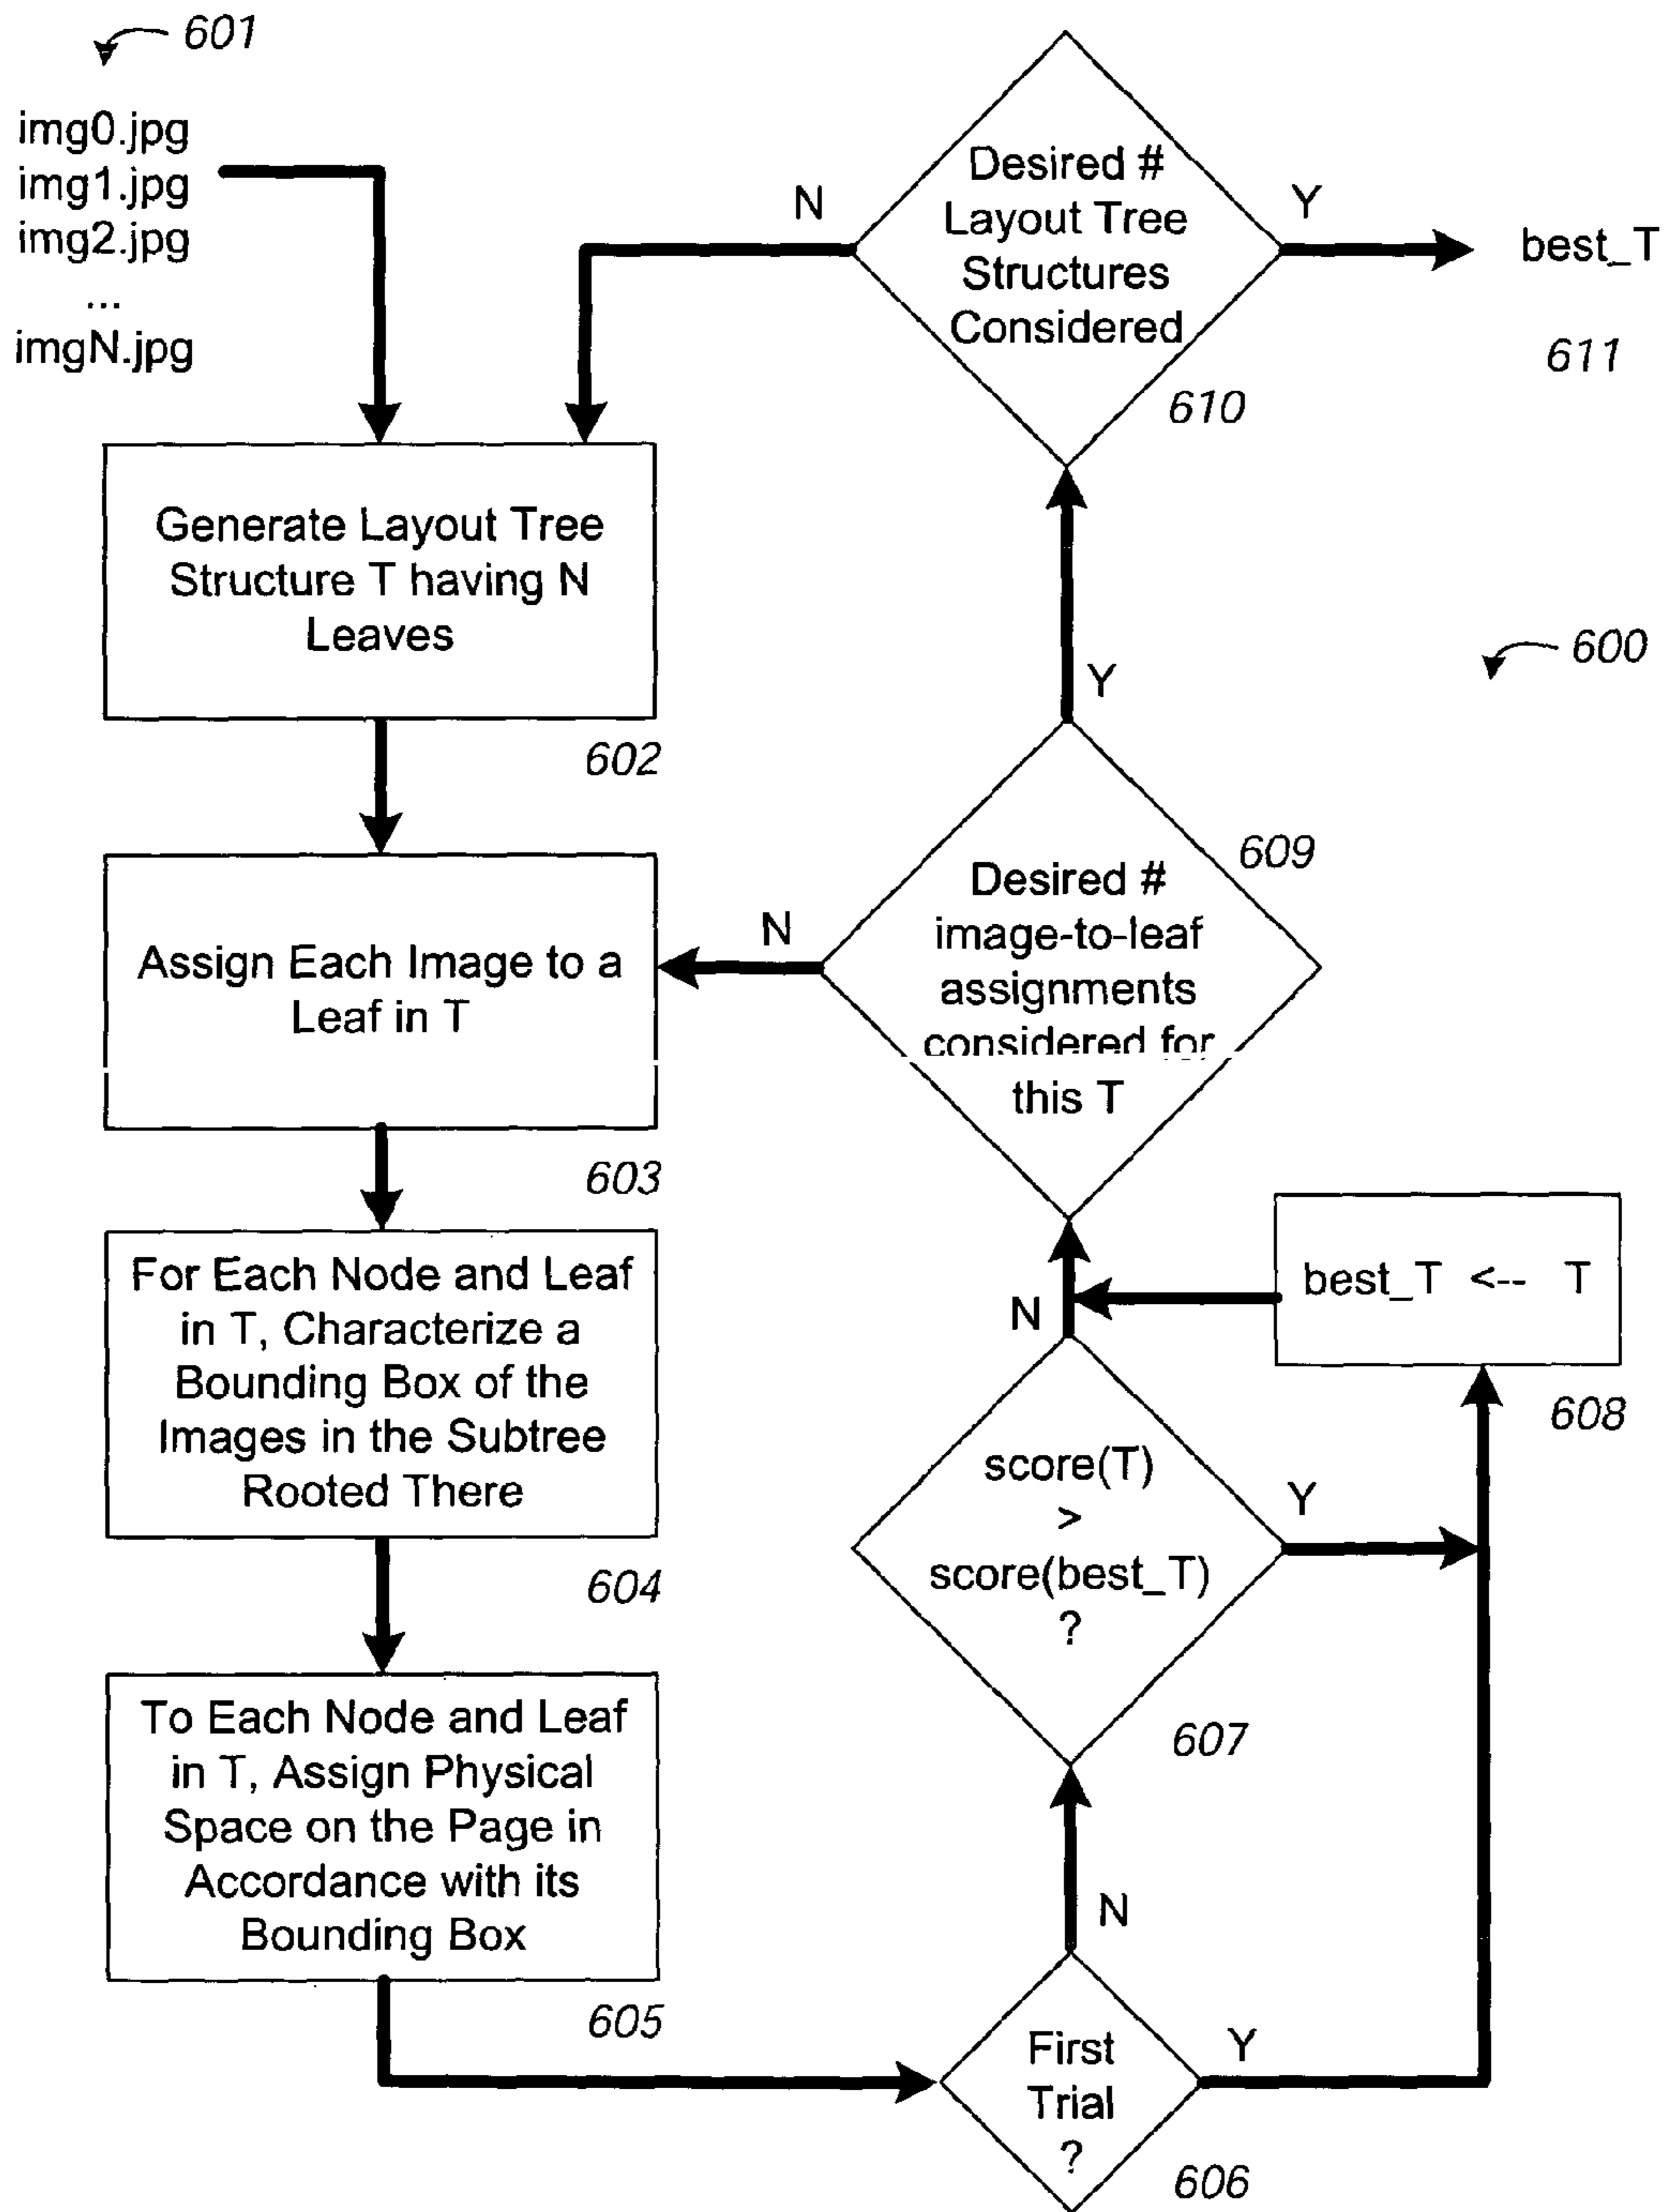 601
img0.jpg
img1.jpg
img2.jpg
...
imgN.jpg
Desired #
Layout Tree
Structures
Considered
N
Y
610
best_T
611
Generate Layout Tree
Structure T having N
Leaves
602
600
Y
Assign Each Image to a
Leaf in T
603
N
Desired #
image-to-leaf
assignments
considered for
this T
609
For Each Node and Leaf
in T, Characterize a
Bounding Box of the
Images in the Subtree
Rooted There
604
best_T <-- T
608
N
score(T)
>
score(best_T)
?
Y
607
To Each Node and Leaf
in T, Assign Physical
Space on the Page in
Accordance with its
Bounding Box
605
N
First
Trial
?
Y
606